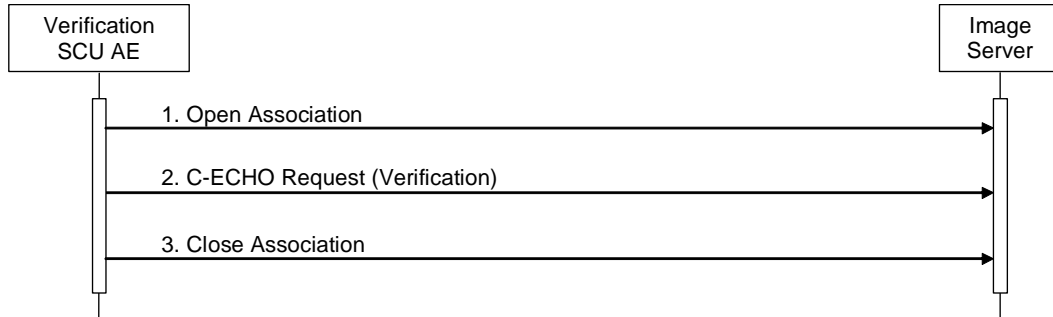 Verification
SCU AE
Image
Server
1. Open Association
2. C-ECHO Request (Verification)
3. Close Association